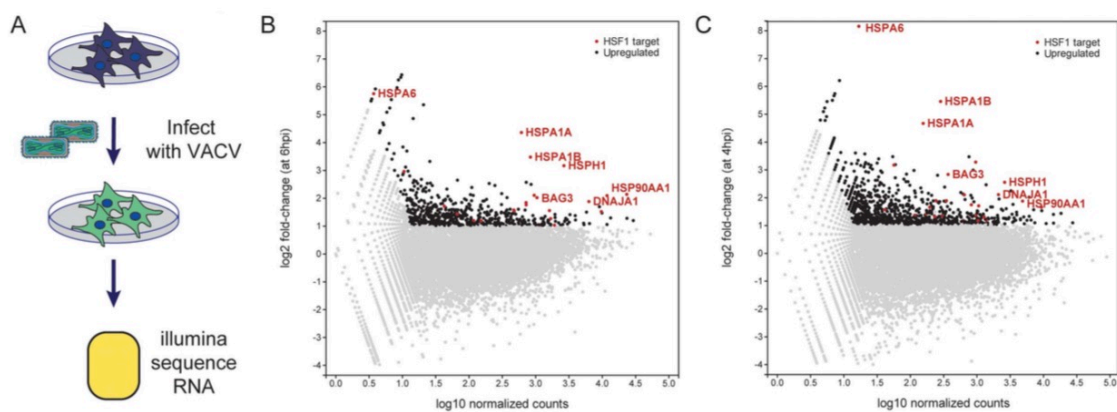 A
Infect
with VACV
illumina
sequence
RNA
B
log2 fold-change (at 6hpi)
8
7
6
5
4
3
2
1
0
-1
-2
-3
-4
HSF1 target
Upregulated
HSPA6
HSPA1A
HSPA1B
HSPH1
HSP90AA1
BAG3
DNAJA1
0.0 0.5 1.0 1.5 2.0 2.5 3.0 3.5 4.0 4.5 5.0
log10 normalized counts
C
log2 fold-change (at 4hpi)
8
7
6
5
4
3
2
1
0
-1
-2
-3
-4
HSPA6
HSF1 target
Upregulated
HSPA1B
HSPA1A
BAG3
HSPH1
DNAJA1
HSP90AA1
0.0 0.5 1.0 1.5 2.0 2.5 3.0 3.5 4.0 4.5 5.0
log10 normalized counts